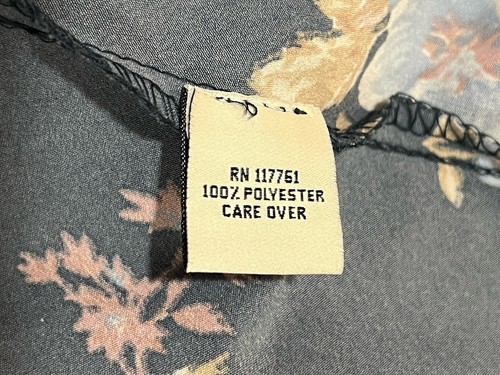 RN 117761
100% POLYESTER
CARE OVER